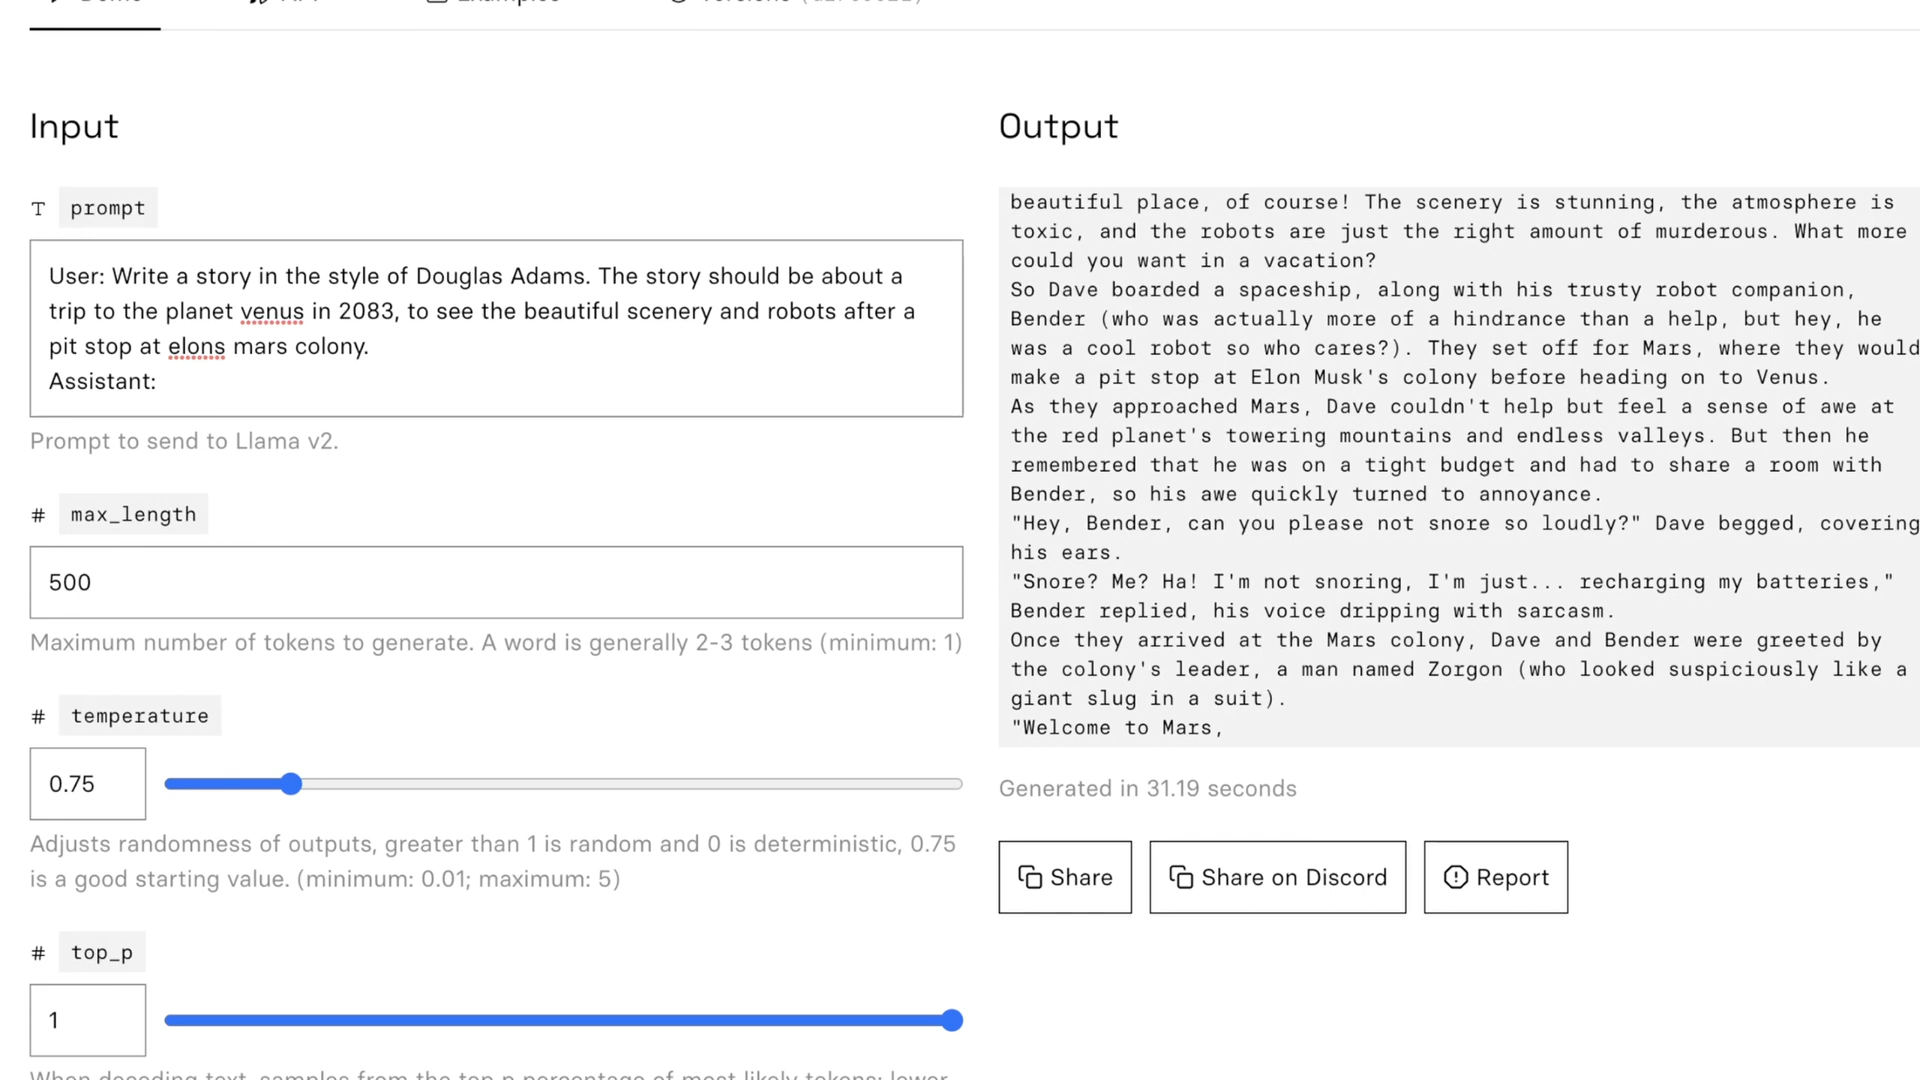 Input
Output
T prompt
User: Write a story in the style of Douglas Adams. The story should be about a
trip to the planet venus in 2083, to see the beautiful scenery and robots after a
pit stop at elons mars colony.
Assistant:
Prompt to send to Llama v2.
# max_length
500
Maximum number of tokens to generate. A word is generally 2-3 tokens (minimum: 1)
# temperature
0.75
Adjusts randomness of outputs, greater than 1 is random and 0 is deterministic, 0.75
is a good starting value. (minimum: 0.01; maximum: 5)
# top_p
1
When decoding text, samples from the top p percentage of most likely tokens; lower
beautiful place, of course! The scenery is stunning, the atmosphere is
toxic, and the robots are just the right amount of murderous. What more
could you want in a vacation?
So Dave boarded a spaceship, along with his trusty robot companion,
Bender (who was actually more of a hindrance than a help, but hey, he
was a cool robot so who cares?). They set off for Mars, where they would
make a pit stop at Elon Musk's colony before heading on to Venus.
As they approached Mars, Dave couldn't help but feel a sense of awe at
the red planet's towering mountains and endless valleys. But then he
remembered that he was on a tight budget and had to share a room with
Bender, so his awe quickly turned to annoyance.
"Hey, Bender, can you please not snore so loudly?" Dave begged, covering
his ears.
"Snore? Me? Ha! I'm not snoring, I'm just... recharging my batteries,"
Bender replied, his voice dripping with sarcasm.
Once they arrived at the Mars colony, Dave and Bender were greeted by
the colony's leader, a man named Zorgon (who looked suspiciously like a
giant slug in a suit).
"Welcome to Mars,
Generated in 31.19 seconds
Share
Share on Discord
Report